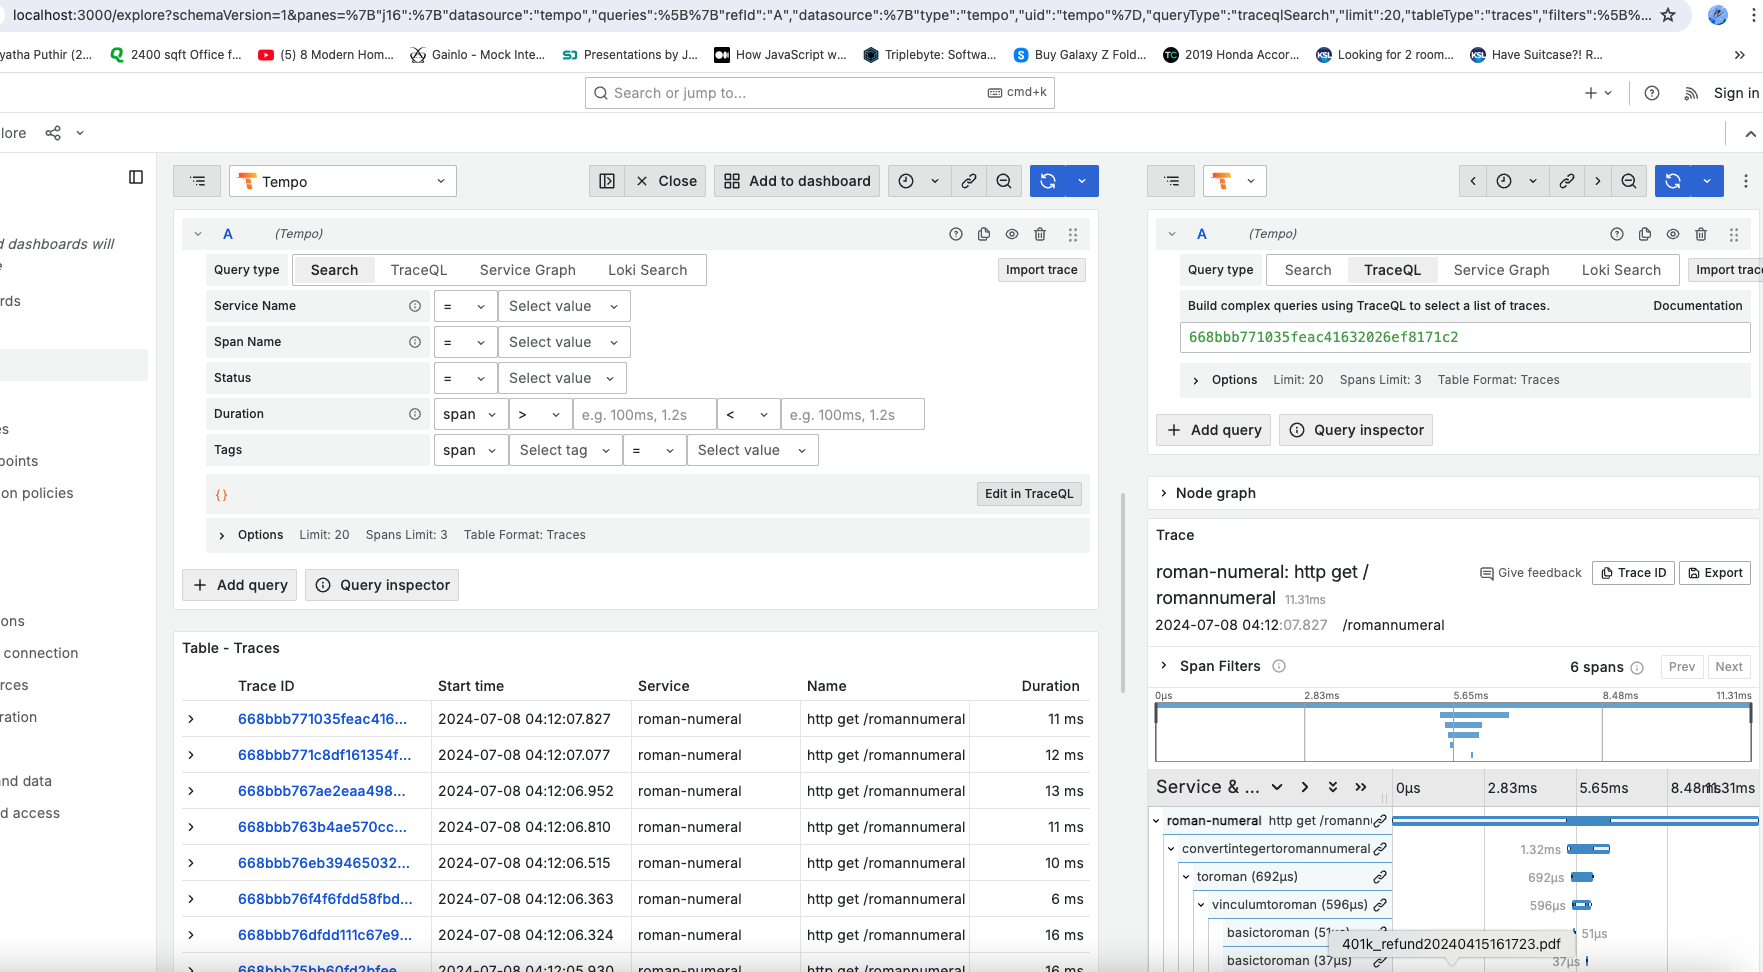 localhost:3000/explore?schemaVersion=1&panes=%7B"j16":%7B"datasource":"tempo","queries":%5B%7B"refId":"A","datasource":%7B"type":"tempo","uid":"tempo"%7D,"queryType":"traceqlSearch","limit":20,"tableType":"traces","filters":%5B%...
yatha Puthir (2... 2400 sqft Office f... (5) 8 Modern Hom... Gainlo - Mock Inte... Presentations by J... How JavaScript w... Triplebyte: Softwa... Buy Galaxy Z Fold... 2019 Honda Accor... Looking for 2 room... Have Suitcase?! R...
Search or jump to... cmd+k Sign in
lore
Tempo Close Add to dashboard
d dashboards will
e
rds
es
points
on policies
ons
connection
rces
ration
nd data
d access
A (Tempo)
Query type Search TraceQL Service Graph Loki Search Import trace
Service Name = Select value
Span Name = Select value
Status = Select value
Duration span > e.g. 100ms, 1.2s < e.g. 100ms, 1.2s
Tags span Select tag = Select value
{} Edit in TraceQL
Options Limit: 20 Spans Limit: 3 Table Format: Traces
+ Add query Query inspector
Table - Traces
Trace ID Start time Service Name Duration
668bbb771035feac416... 2024-07-08 04:12:07.827 roman-numeral http get /romannumeral 11 ms
668bbb771c8df161354f... 2024-07-08 04:12:07.077 roman-numeral http get /romannumeral 12 ms
668bbb767ae2eaa498... 2024-07-08 04:12:06.952 roman-numeral http get /romannumeral 13 ms
668bbb763b4ae570cc... 2024-07-08 04:12:06.810 roman-numeral http get /romannumeral 11 ms
668bbb76eb39465032... 2024-07-08 04:12:06.515 roman-numeral http get /romannumeral 10 ms
668bbb76f4f6fdd58fbd... 2024-07-08 04:12:06.363 roman-numeral http get /romannumeral 6 ms
668bbb76dfdd111c67e9... 2024-07-08 04:12:06.324 roman-numeral http get /romannumeral 16 ms
668bbb75bb60fd2bfee... 2024-07-08 04:12:05.930 roman-numeral http get /romannumeral 16 ms
A (Tempo)
Query type Search TraceQL Service Graph Loki Search Import trace
Build complex queries using TraceQL to select a list of traces. Documentation
668bbb771035feac41632026ef8171c2
Options Limit: 20 Spans Limit: 3 Table Format: Traces
+ Add query Query inspector
Node graph
Trace
roman-numeral: http get /
romannumeral 11.31ms
Give feedback Trace ID Export
2024-07-08 04:12:07.827 /romannumeral
Span Filters 6 spans Prev Next
0µs 2.83ms 5.65ms 8.48ms 11.31ms
Service & ... 0µs 2.83ms 5.65ms 8.48ms 11.31ms
roman-numeral http get /romann
convertintegertoromannumeral 1.32ms
toroman (692µs) 692µs
vinculumtoroman (596µs) 596µs
basictoroman (51µs 51µs
401k_refund20240415161723.pdf
basictoroman (37µs) 37µs